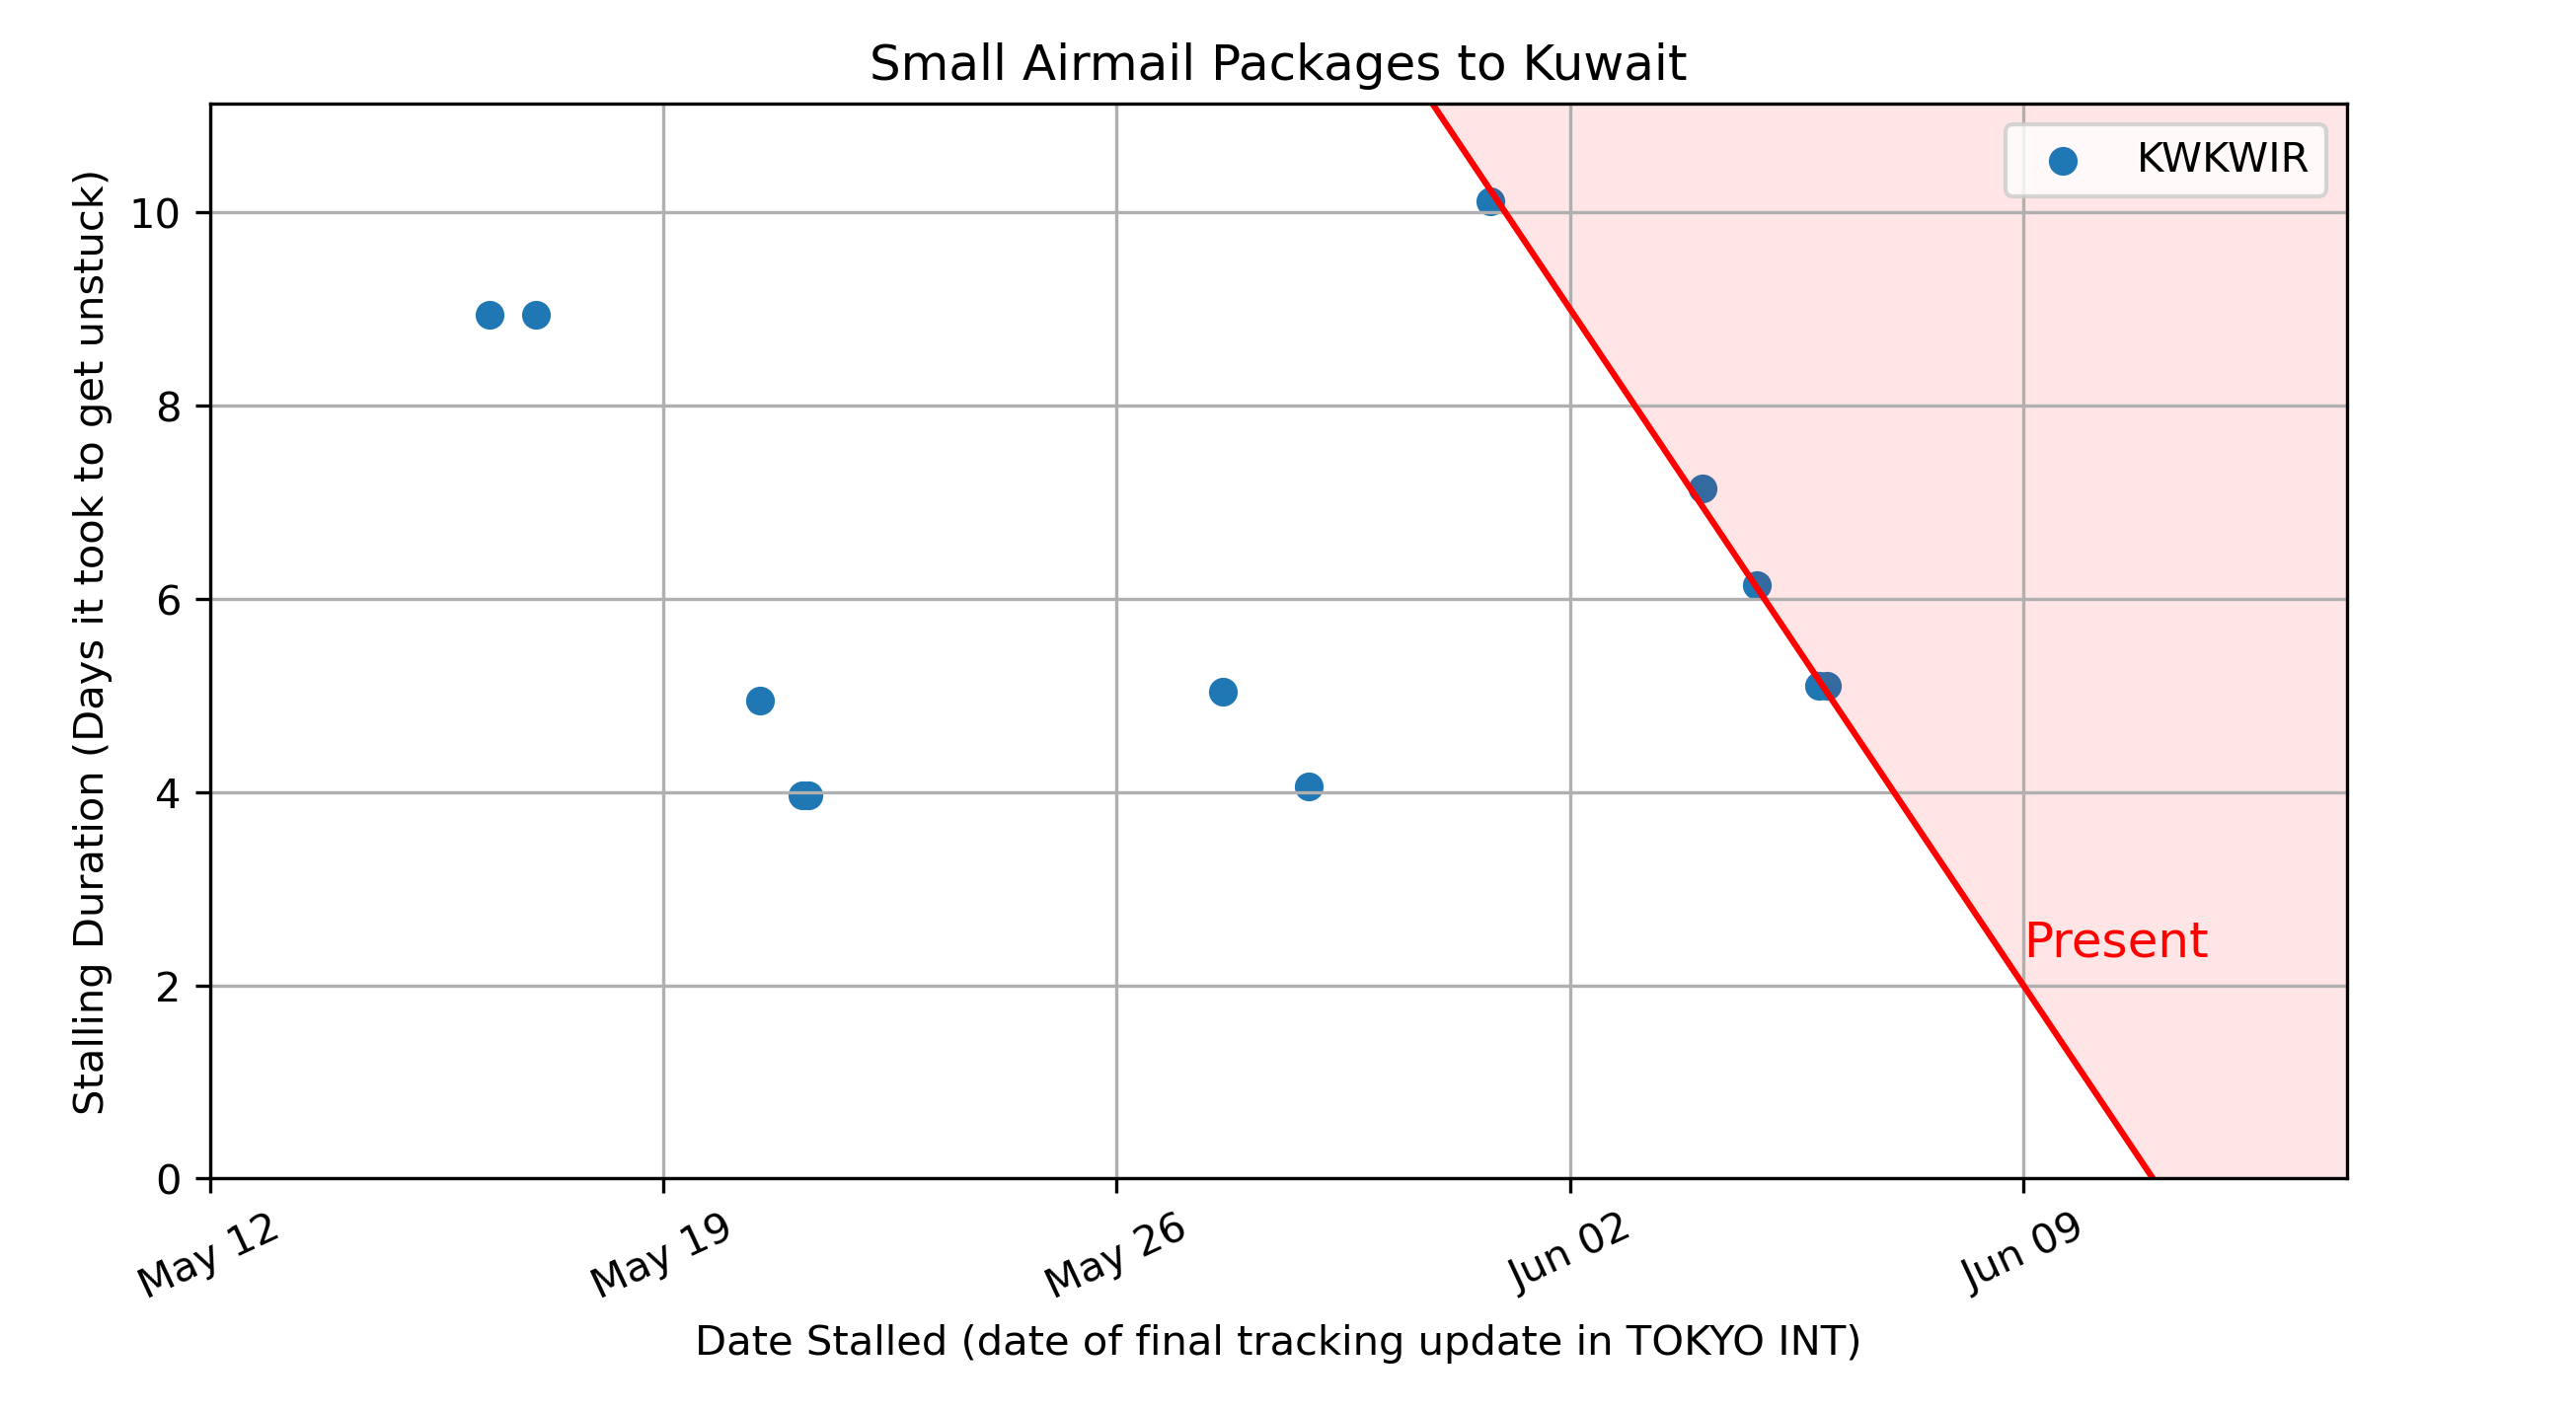 Small Airmail Packages to Kuwait
KWKWIR
Stalling Duration (Days it took to get unstuck)
10
8
6
4
2
0
Present
May 12
May 19
May 26
Jun 02
Jun 09
Date Stalled (date of final tracking update in TOKYO INT)